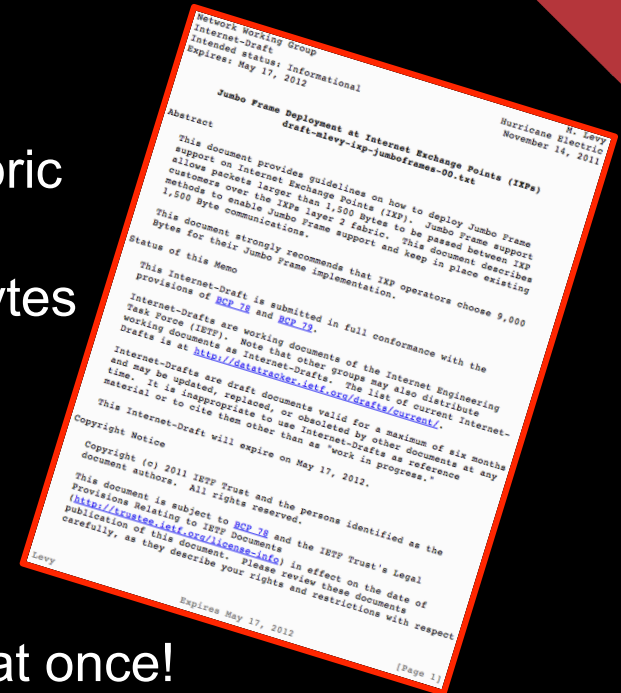 Network Working Group
Internet-Draft
Intended status: Informational
Expires: May 17, 2012
M. Levy
Hurricane Electric
November 14, 2011
Jumbo Frame Deployment at Internet Exchange Points (IXPs)
draft-mlevy-ixp-jumboframes-00.txt
Abstract
This document provides guidelines on how to deploy Jumbo Frame
support on Internet Exchange Points (IXP). Jumbo Frame support
allows packets larger than 1,500 Bytes to be passed between IXP
customers over the IXPs layer 2 fabric. This document describes
methods to enable Jumbo Frame support and keep in place existing
1,500 Byte communications.
This document strongly recommends that IXP operators choose 9,000
Bytes for their Jumbo Frame implementation.
Status of this Memo
This Internet-Draft is submitted in full conformance with the
provisions of BCP 78 and BCP 79.
Internet-Drafts are working documents of the Internet Engineering
Task Force (IETF). Note that other groups may also distribute
working documents as Internet-Drafts. The list of current Internet-
Drafts is at http://datatracker.ietf.org/drafts/current/.
Internet-Drafts are draft documents valid for a maximum of six months
and may be updated, replaced, or obsoleted by other documents at any
time. It is inappropriate to use Internet-Drafts as reference
material or to cite them other than as "work in progress."
This Internet-Draft will expire on May 17, 2012.
Copyright Notice
Copyright (c) 2011 IETF Trust and the persons identified as the
document authors. All rights reserved.
This document is subject to BCP 78 and the IETF Trust's Legal
Provisions Relating to IETF Documents
(http://trustee.ietf.org/license-info) in effect on the date of
publication of this document. Please review these documents
carefully, as they describe your rights and restrictions with respect
Levy
Expires May 17, 2012
[Page 1]
oric
ytes
at once!